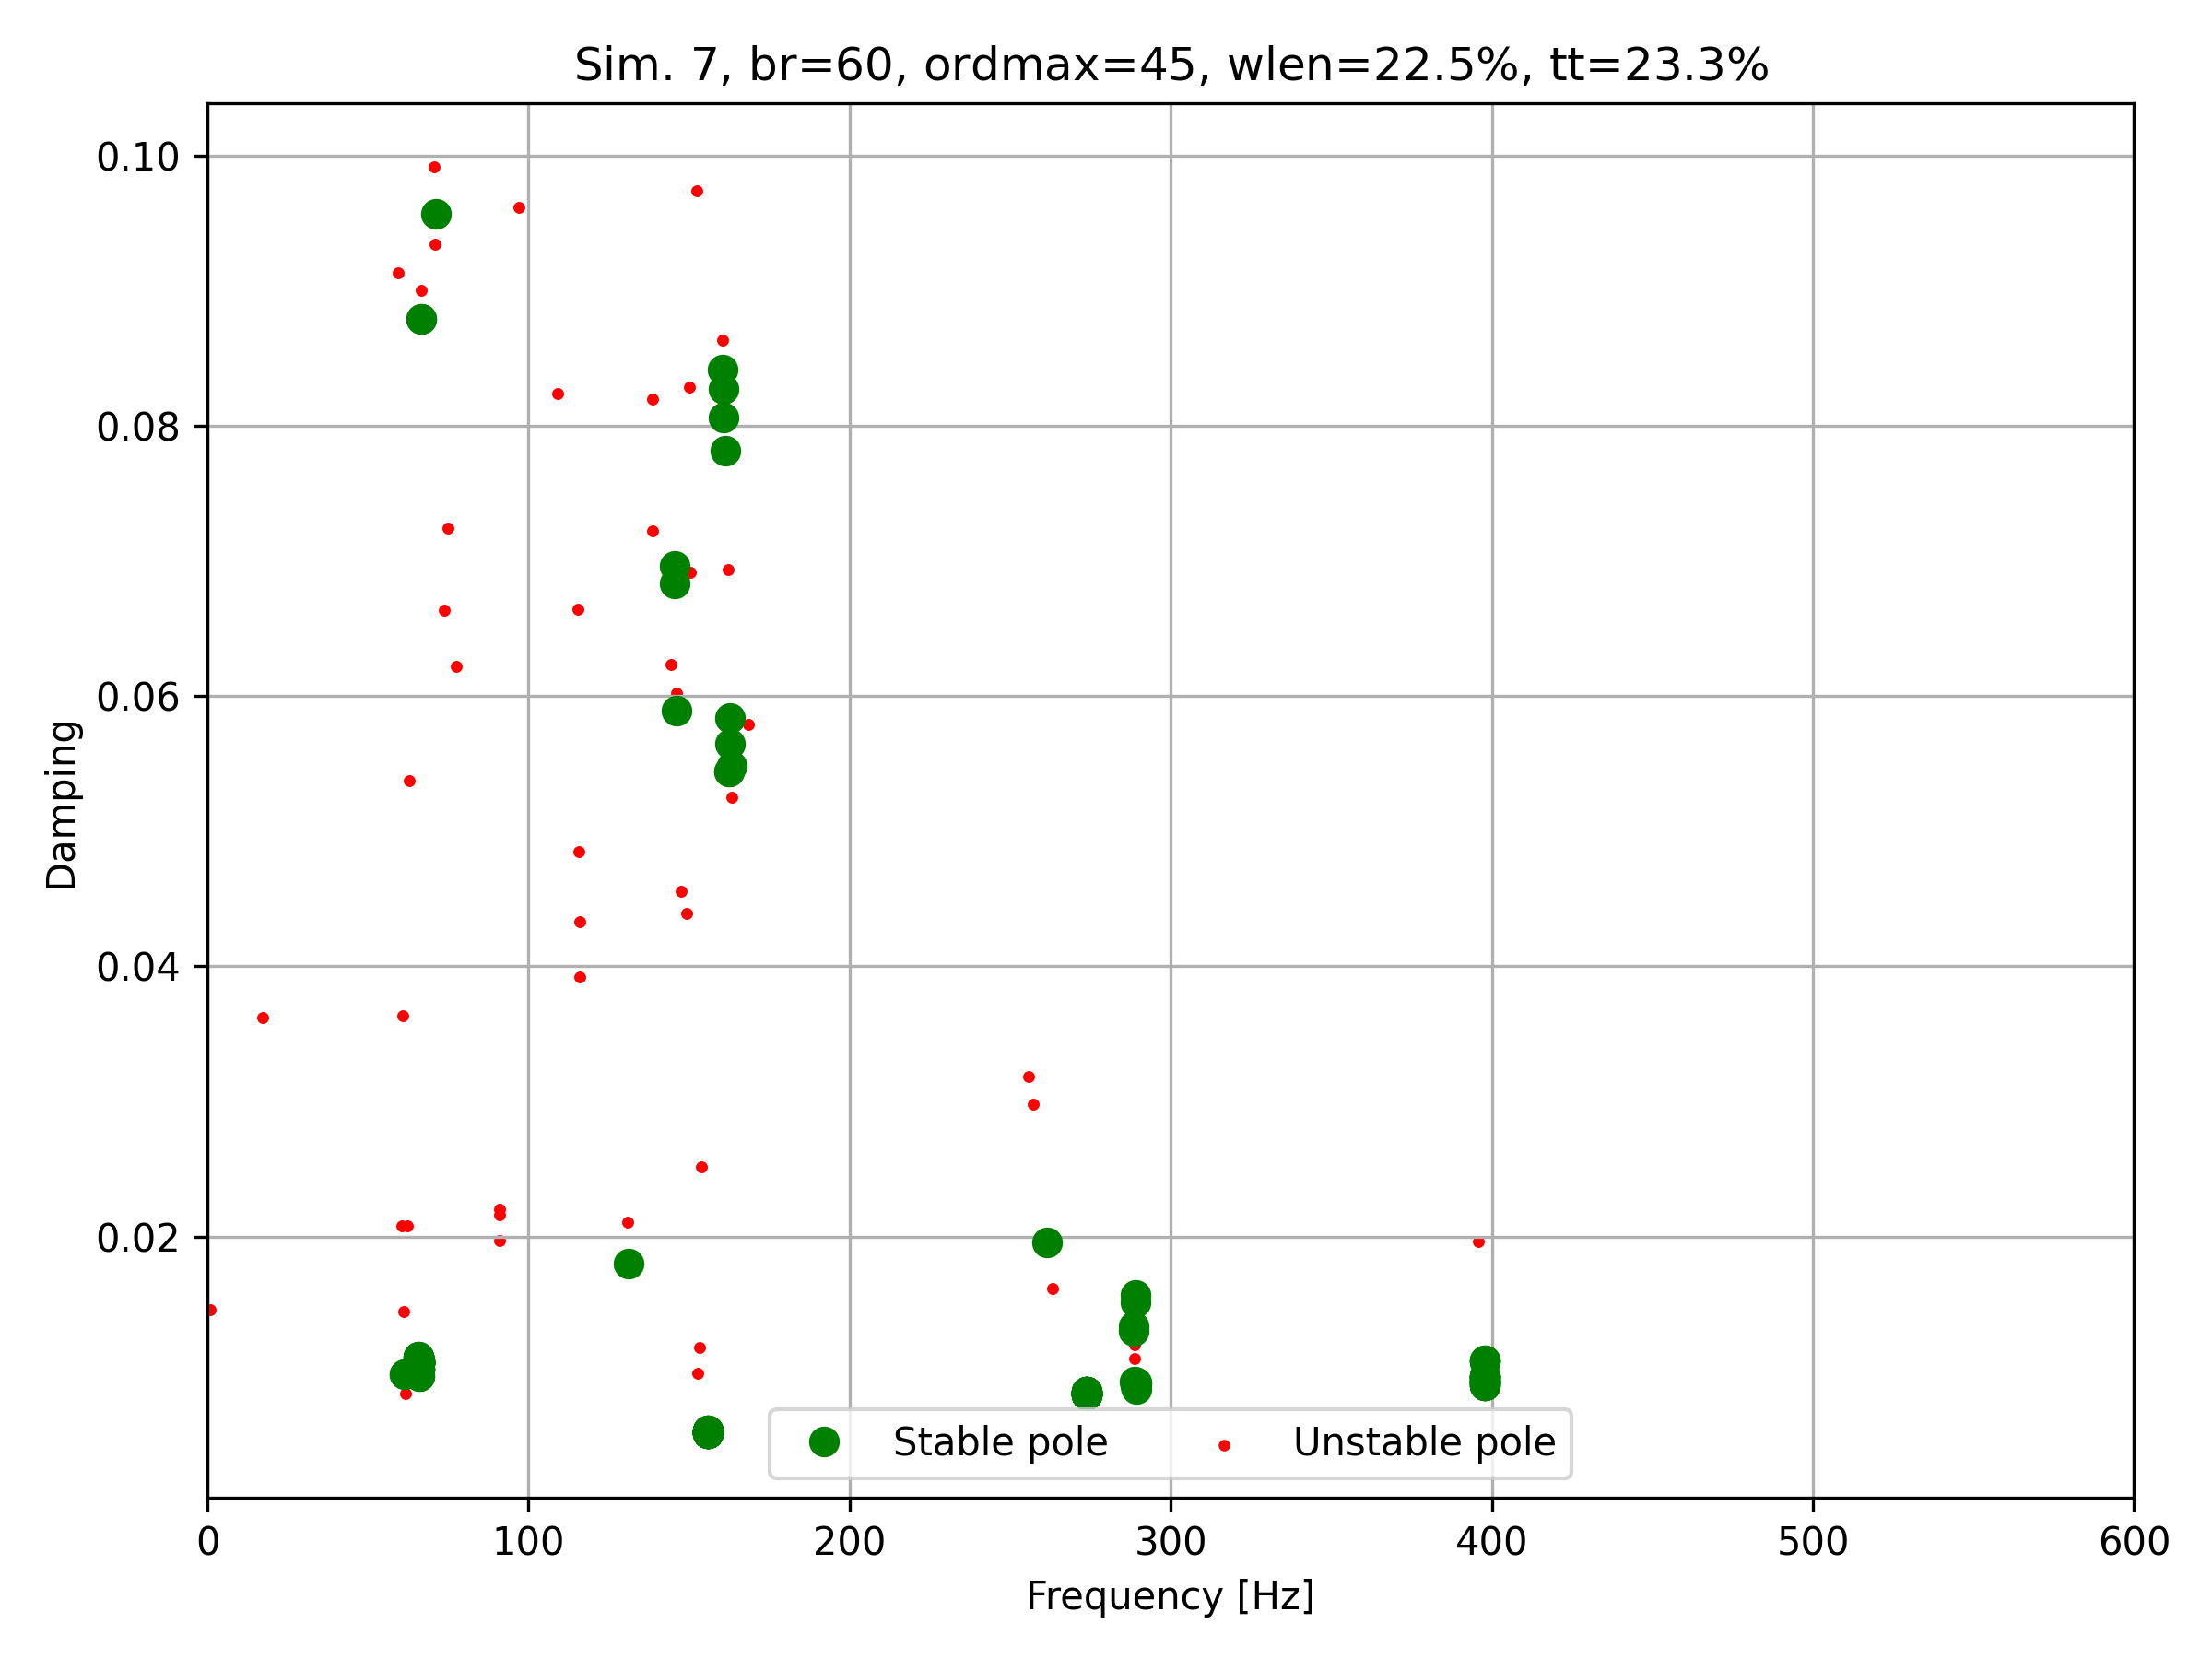 Sim. 7, br=60, ordmax=45, wlen=22.5%, tt=23.3%
0.10
0.08
0.06
0.04
0.02
Damping
Stable pole
Unstable pole
0 100 200 300 400 500 600
Frequency [Hz]